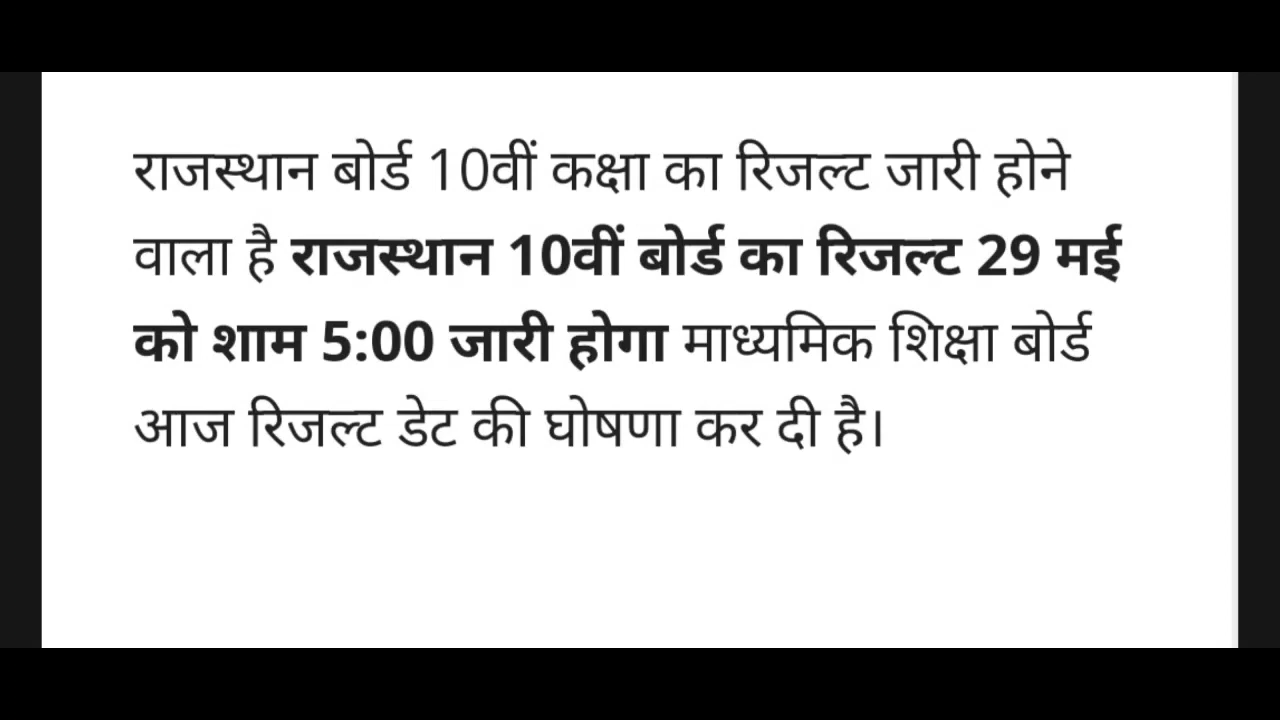 राजस्थान बोर्ड 10वीं कक्षा का रिजल्ट जारी होने
वाला है राजस्थान 10वीं बोर्ड का रिजल्ट 29 मई
को शाम 5:00 जारी होगा माध्यमिक शिक्षा बोर्ड
आज रिजल्ट डेट की घोषणा कर दी है।